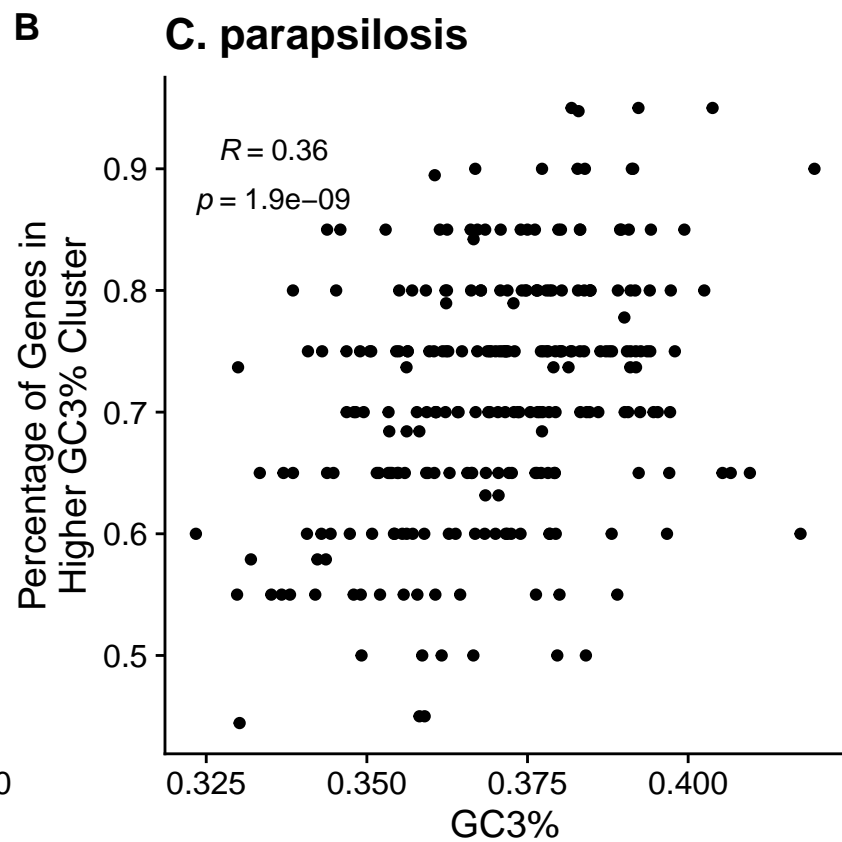 B
C. parapsilosis
R = 0.36
p = 1.9e−09
Percentage of Genes in
Higher GC3% Cluster
0.9
0.8
0.7
0.6
0.5
0
0.325
0.350
0.375
0.400
GC3%